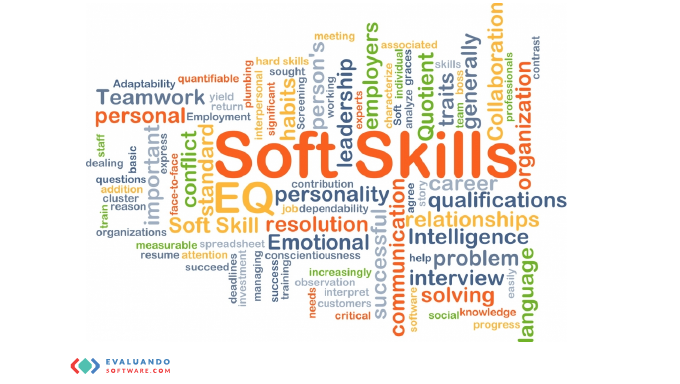 meeting
employers
associated
Collaboration
contrast
person's
hard skills
plumbing
quantifiable
Adaptability
sought
habits
interpersonal
significant
Screening
working
leadership
experts
characterize
Soft
individual
analyze graces
Quotient
skills
traits
team boss
generally
professionals
organization
Teamwork
yield
return
personal
Employment
staff
dealing
basic
important
express
face-to-face
conflict
standard
Soft Skills
questions
addition
cluster
train
reason
organizations
EQ
contribution
personality
job
dependability
agree
story
career
qualifications
Soft Skill
resolution
successful
communication
relationships
measurable
spreadsheet
Emotional
Intelligence
resume
attention
conscientiousness
help
problem
succeed
deadlines
investment
managing
success
training
increasingly
observation
interview
easily
language
needs
interpret
customers
critical
software
solving
social
knowledge
progress
EVALUANDO
SOFTWARE.COM